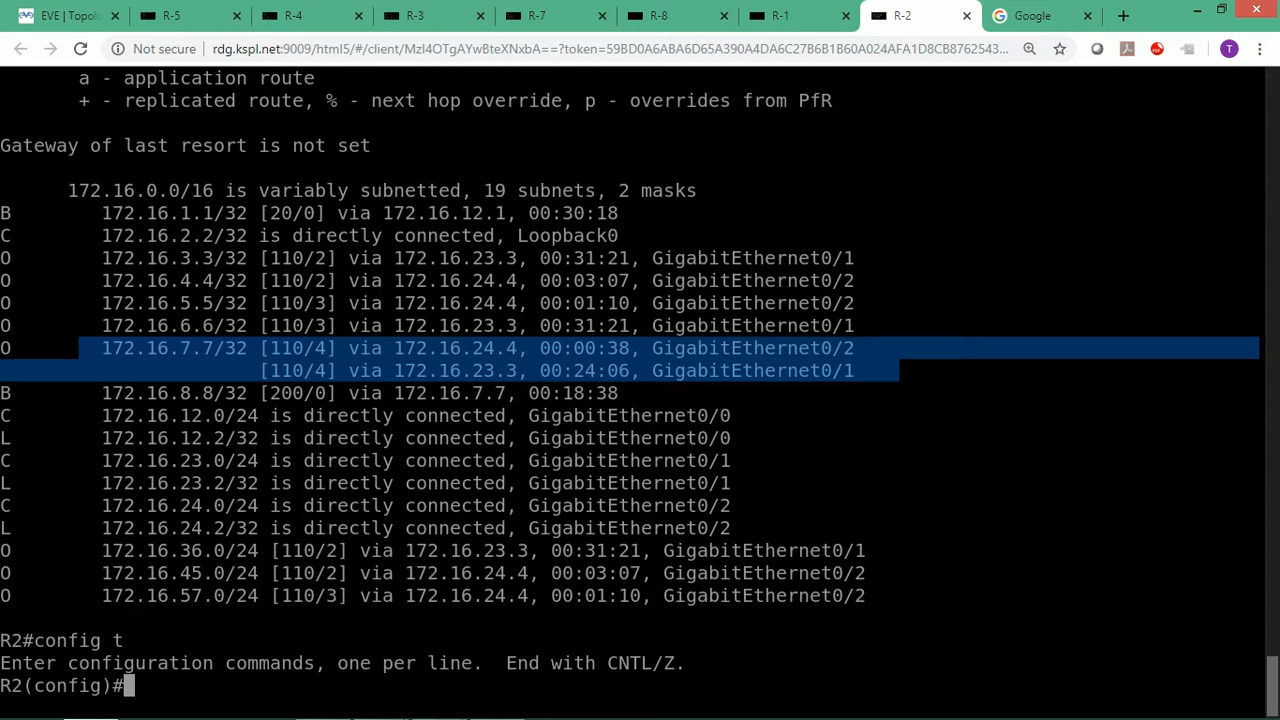 EVE | Topolo
R-5
R-4
R-3
R-7
R-8
R-1
R-2
Google
Not secure | rdg.kspl.net:9009/html5/#/client/MzI4OTgAYwBteXNxbA==?token=59BD0A6ABA6D65A390A4DA6C27B6B1B60A024AFA1D8CB8762543...
T
a - application route
+ - replicated route, % - next hop override, p - overrides from PfR
Gateway of last resort is not set
172.16.0.0/16 is variably subnetted, 19 subnets, 2 masks
B 172.16.1.1/32 [20/0] via 172.16.12.1, 00:30:18
C 172.16.2.2/32 is directly connected, Loopback0
O 172.16.3.3/32 [110/2] via 172.16.23.3, 00:31:21, GigabitEthernet0/1
O 172.16.4.4/32 [110/2] via 172.16.24.4, 00:03:07, GigabitEthernet0/2
O 172.16.5.5/32 [110/3] via 172.16.24.4, 00:01:10, GigabitEthernet0/2
O 172.16.6.6/32 [110/3] via 172.16.23.3, 00:31:21, GigabitEthernet0/1
O 172.16.7.7/32 [110/4] via 172.16.24.4, 00:00:38, GigabitEthernet0/2
[110/4] via 172.16.23.3, 00:24:06, GigabitEthernet0/1
B 172.16.8.8/32 [200/0] via 172.16.7.7, 00:18:38
C 172.16.12.0/24 is directly connected, GigabitEthernet0/0
L 172.16.12.2/32 is directly connected, GigabitEthernet0/0
C 172.16.23.0/24 is directly connected, GigabitEthernet0/1
L 172.16.23.2/32 is directly connected, GigabitEthernet0/1
C 172.16.24.0/24 is directly connected, GigabitEthernet0/2
L 172.16.24.2/32 is directly connected, GigabitEthernet0/2
O 172.16.36.0/24 [110/2] via 172.16.23.3, 00:31:21, GigabitEthernet0/1
O 172.16.45.0/24 [110/2] via 172.16.24.4, 00:03:07, GigabitEthernet0/2
O 172.16.57.0/24 [110/3] via 172.16.24.4, 00:01:10, GigabitEthernet0/2
R2#config t
Enter configuration commands, one per line. End with CNTL/Z.
R2(config)#